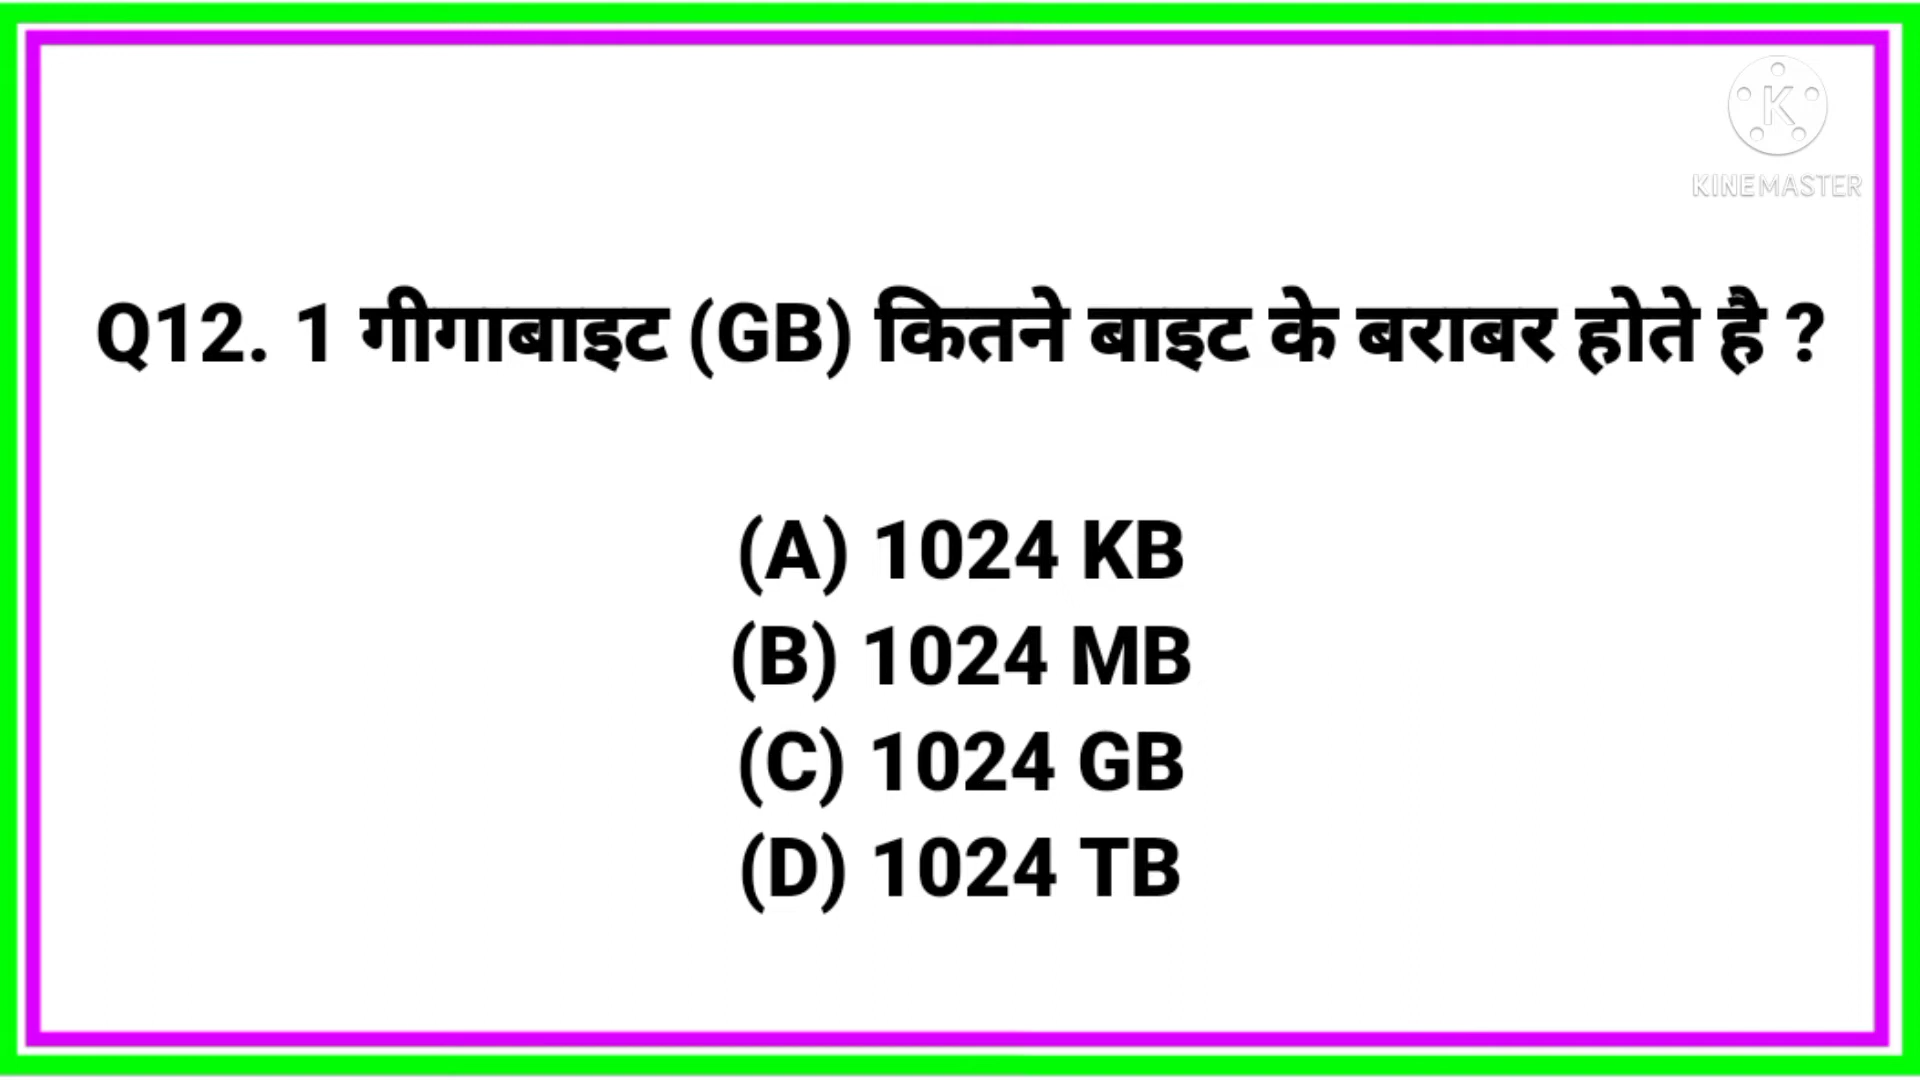 KINEMASTER
Q12. 1 गीगाबाइट (GB) कितने बाइट के बराबर होते है ?
(A) 1024 KB
(B) 1024 MB
(C) 1024 GB
(D) 1024 TB